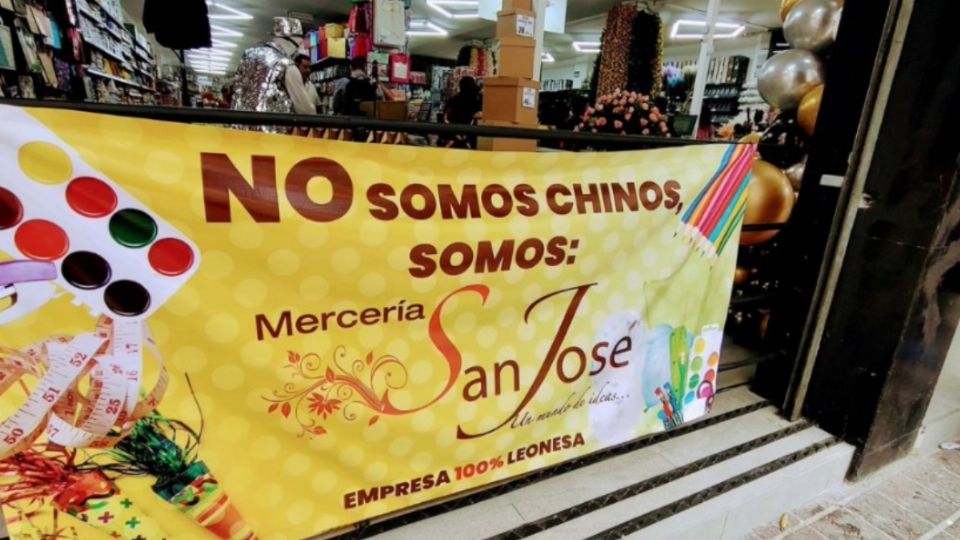 NO SOMOS CHINOS,
SOMOS:
Mercería San José
Un mundo de ideas...
EMPRESA 100% LEONESA